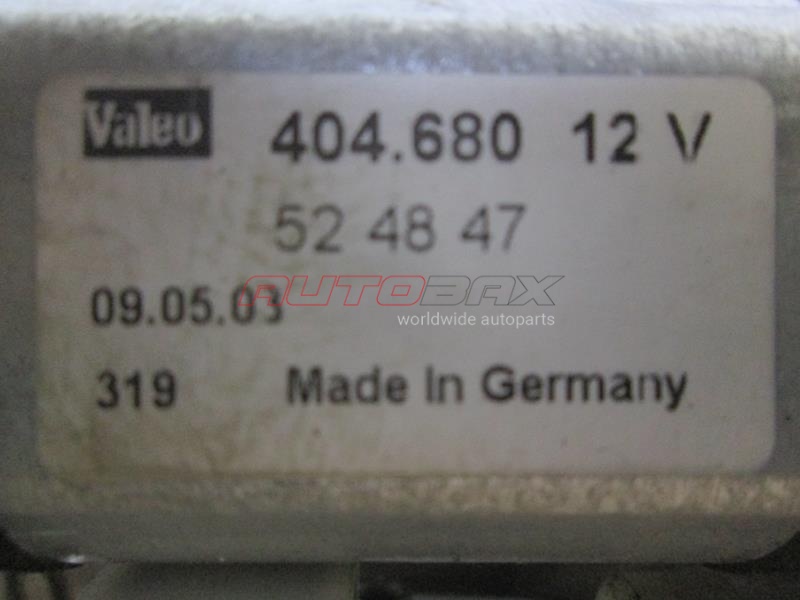 Valeo 404.680 12 V
52 48 47
AUTOBAX
09.05.03
worldwide autoparts
319 Made In Germany